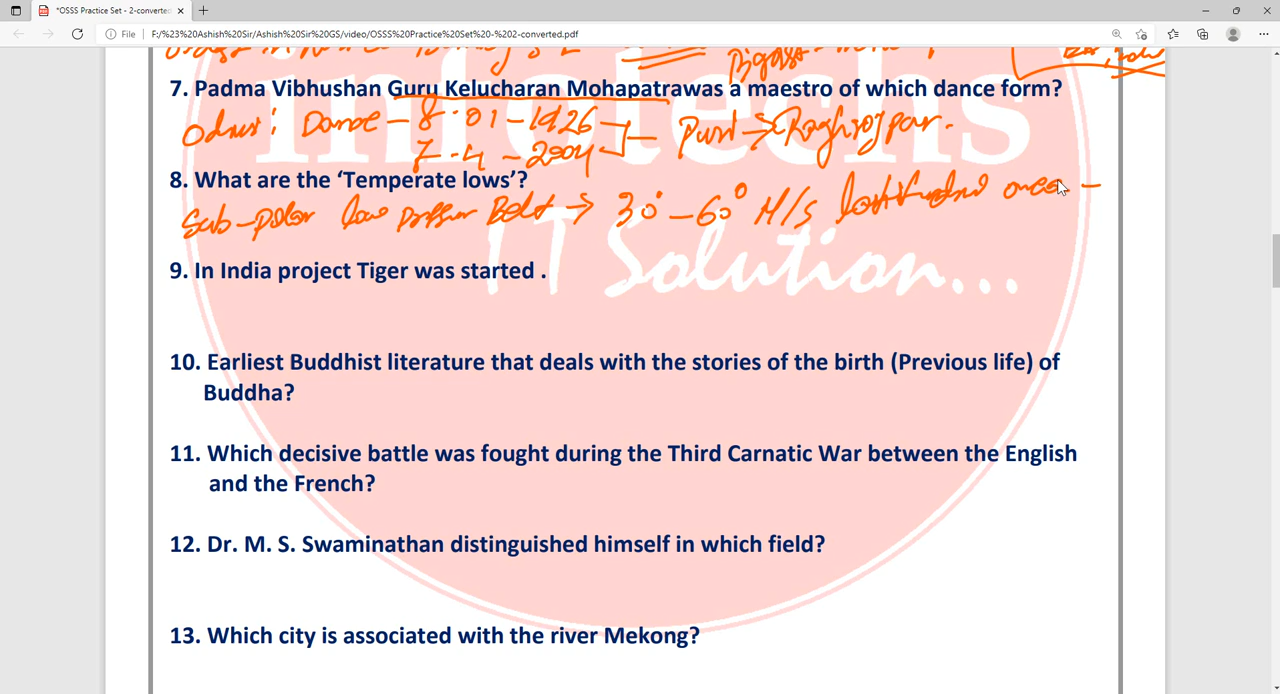 *OSSS Practice Set - 2-converte
File
F:/%23%20Ashish%20Sir/Ashish%20Sir%20GS/video/OSSS%20Practice%20Set%20-%202-converted.pdf
infotechs
7. Padma Vibhushan Guru Kelucharan Mohapatrawas a maestro of which dance form?
Dance - 8-01-1926
7-4-2004
8. What are the ‘Temperate lows’?
Sub-polar low Belt → 30° - 60° N/S
IT Solution...
9. In India project Tiger was started .
10. Earliest Buddhist literature that deals with the stories of the birth (Previous life) of
Buddha?
11. Which decisive battle was fought during the Third Carnatic War between the English
and the French?
12. Dr. M. S. Swaminathan distinguished himself in which field?
13. Which city is associated with the river Mekong?